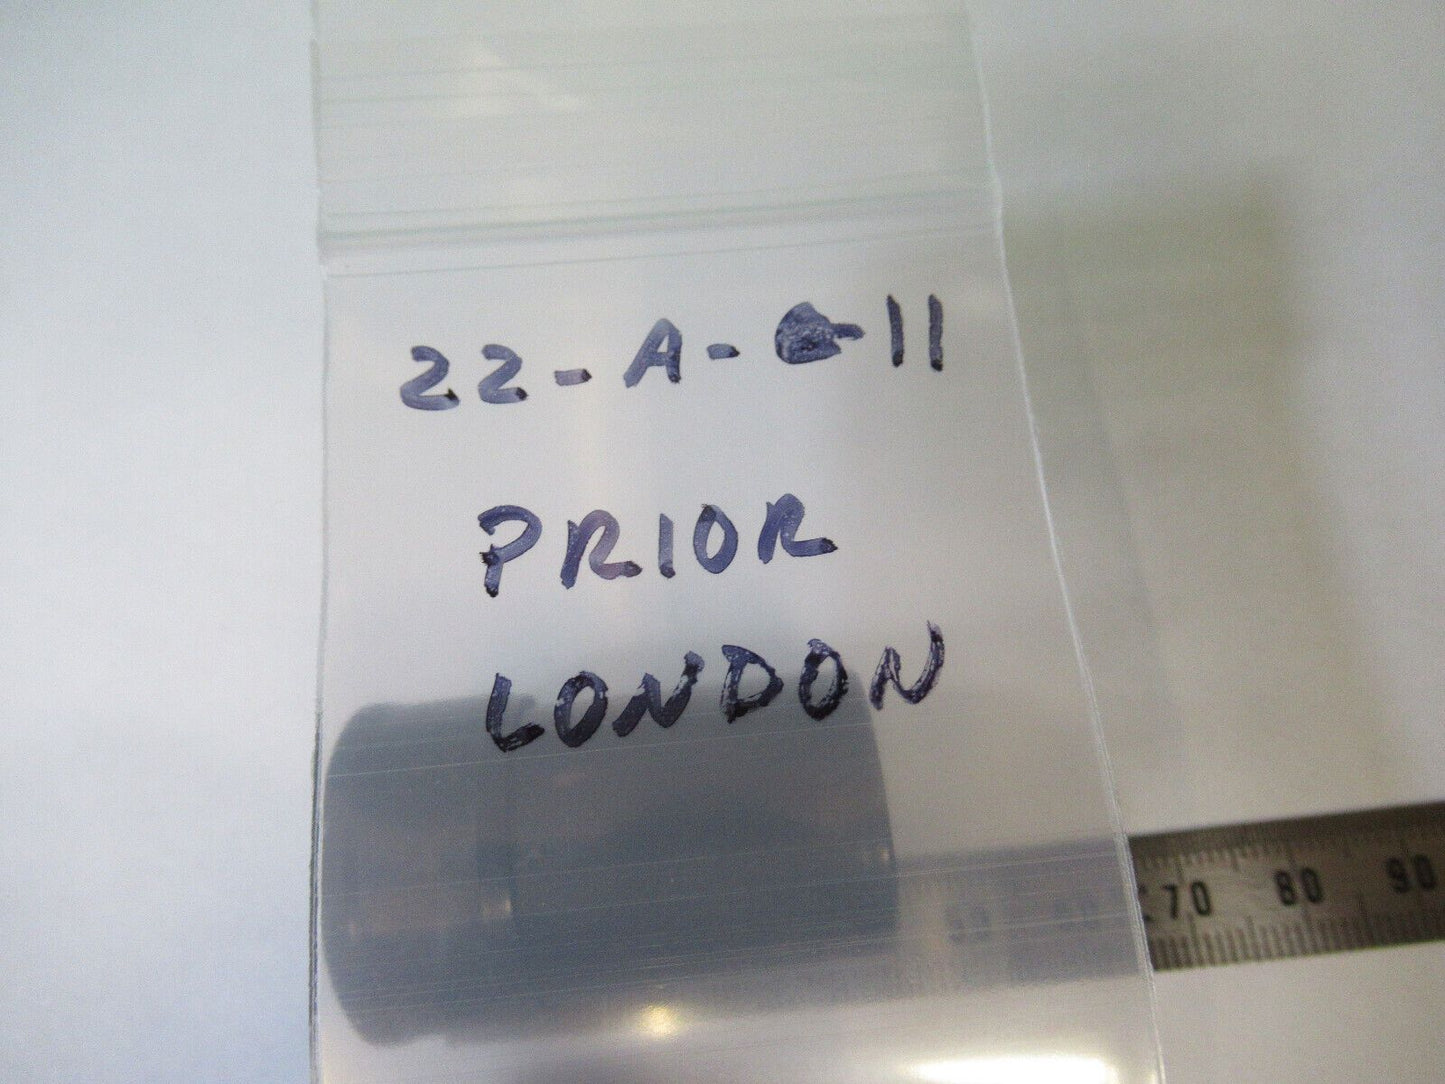 22-A-11
PRIOR
LONDON
70 80 90